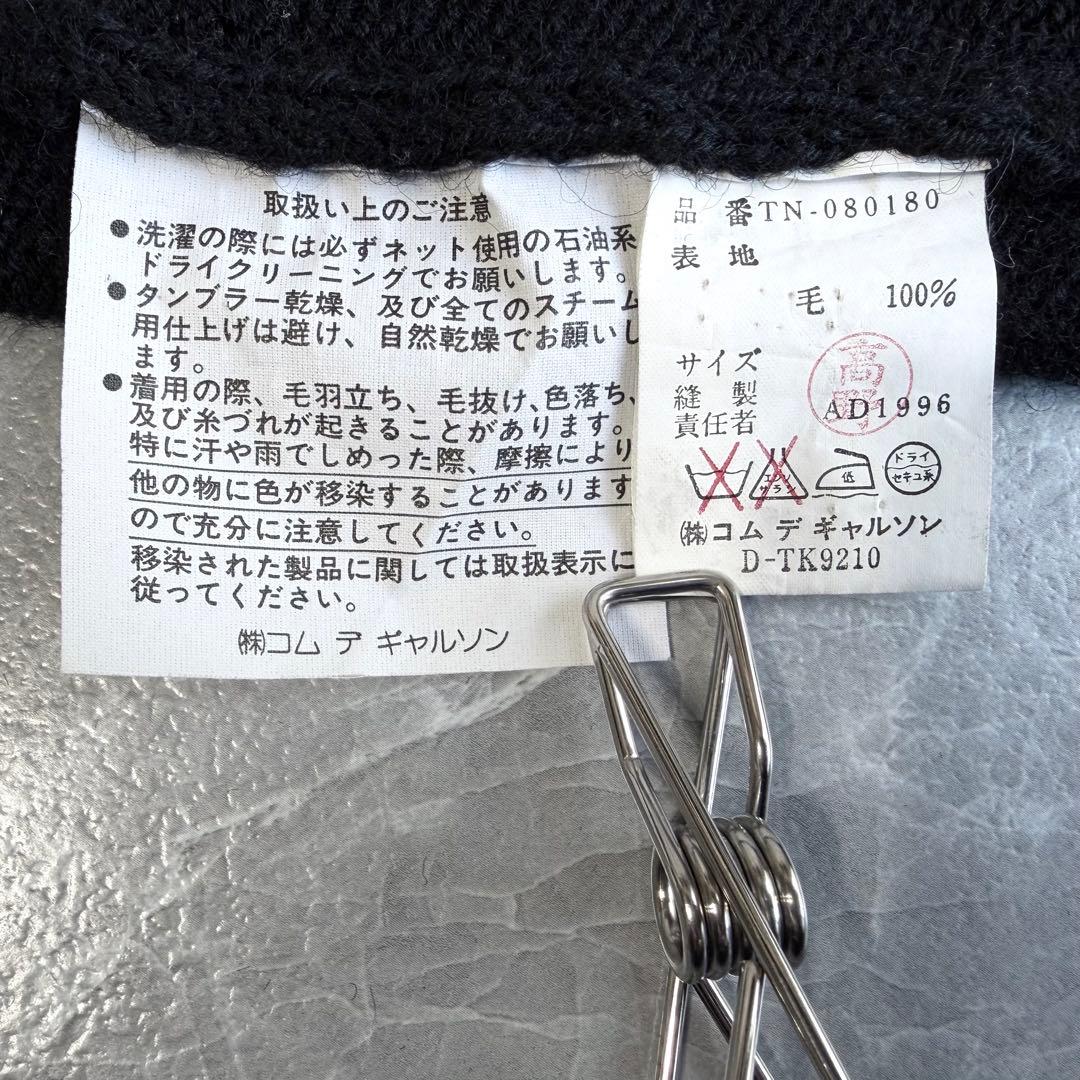 取扱い上のご注意
●洗濯の際には必ずネット使用の石油系
ドライクリーニングでお願いします。
●タンブラー乾燥、及び全てのスチーム
用仕上げは避け、自然乾燥でお願いし
ます。
●着用の際、毛羽立ち、毛抜け、色落ち、
及び糸づれが起きることがあります。
特に汗や雨でしめった際、摩擦により
他の物に色が移染することがあります
ので充分に注意してください。
移染された製品に関しては取扱表示に
従ってください。
㈱コム デ ギャルソン
品 番TN-080180
表 地
毛 100%
サイズ
縫 製
責任者
AD1996
エンソ
サラシ
低
ドライ
セキユ系
㈱コム デ ギャルソン
D-TK9210